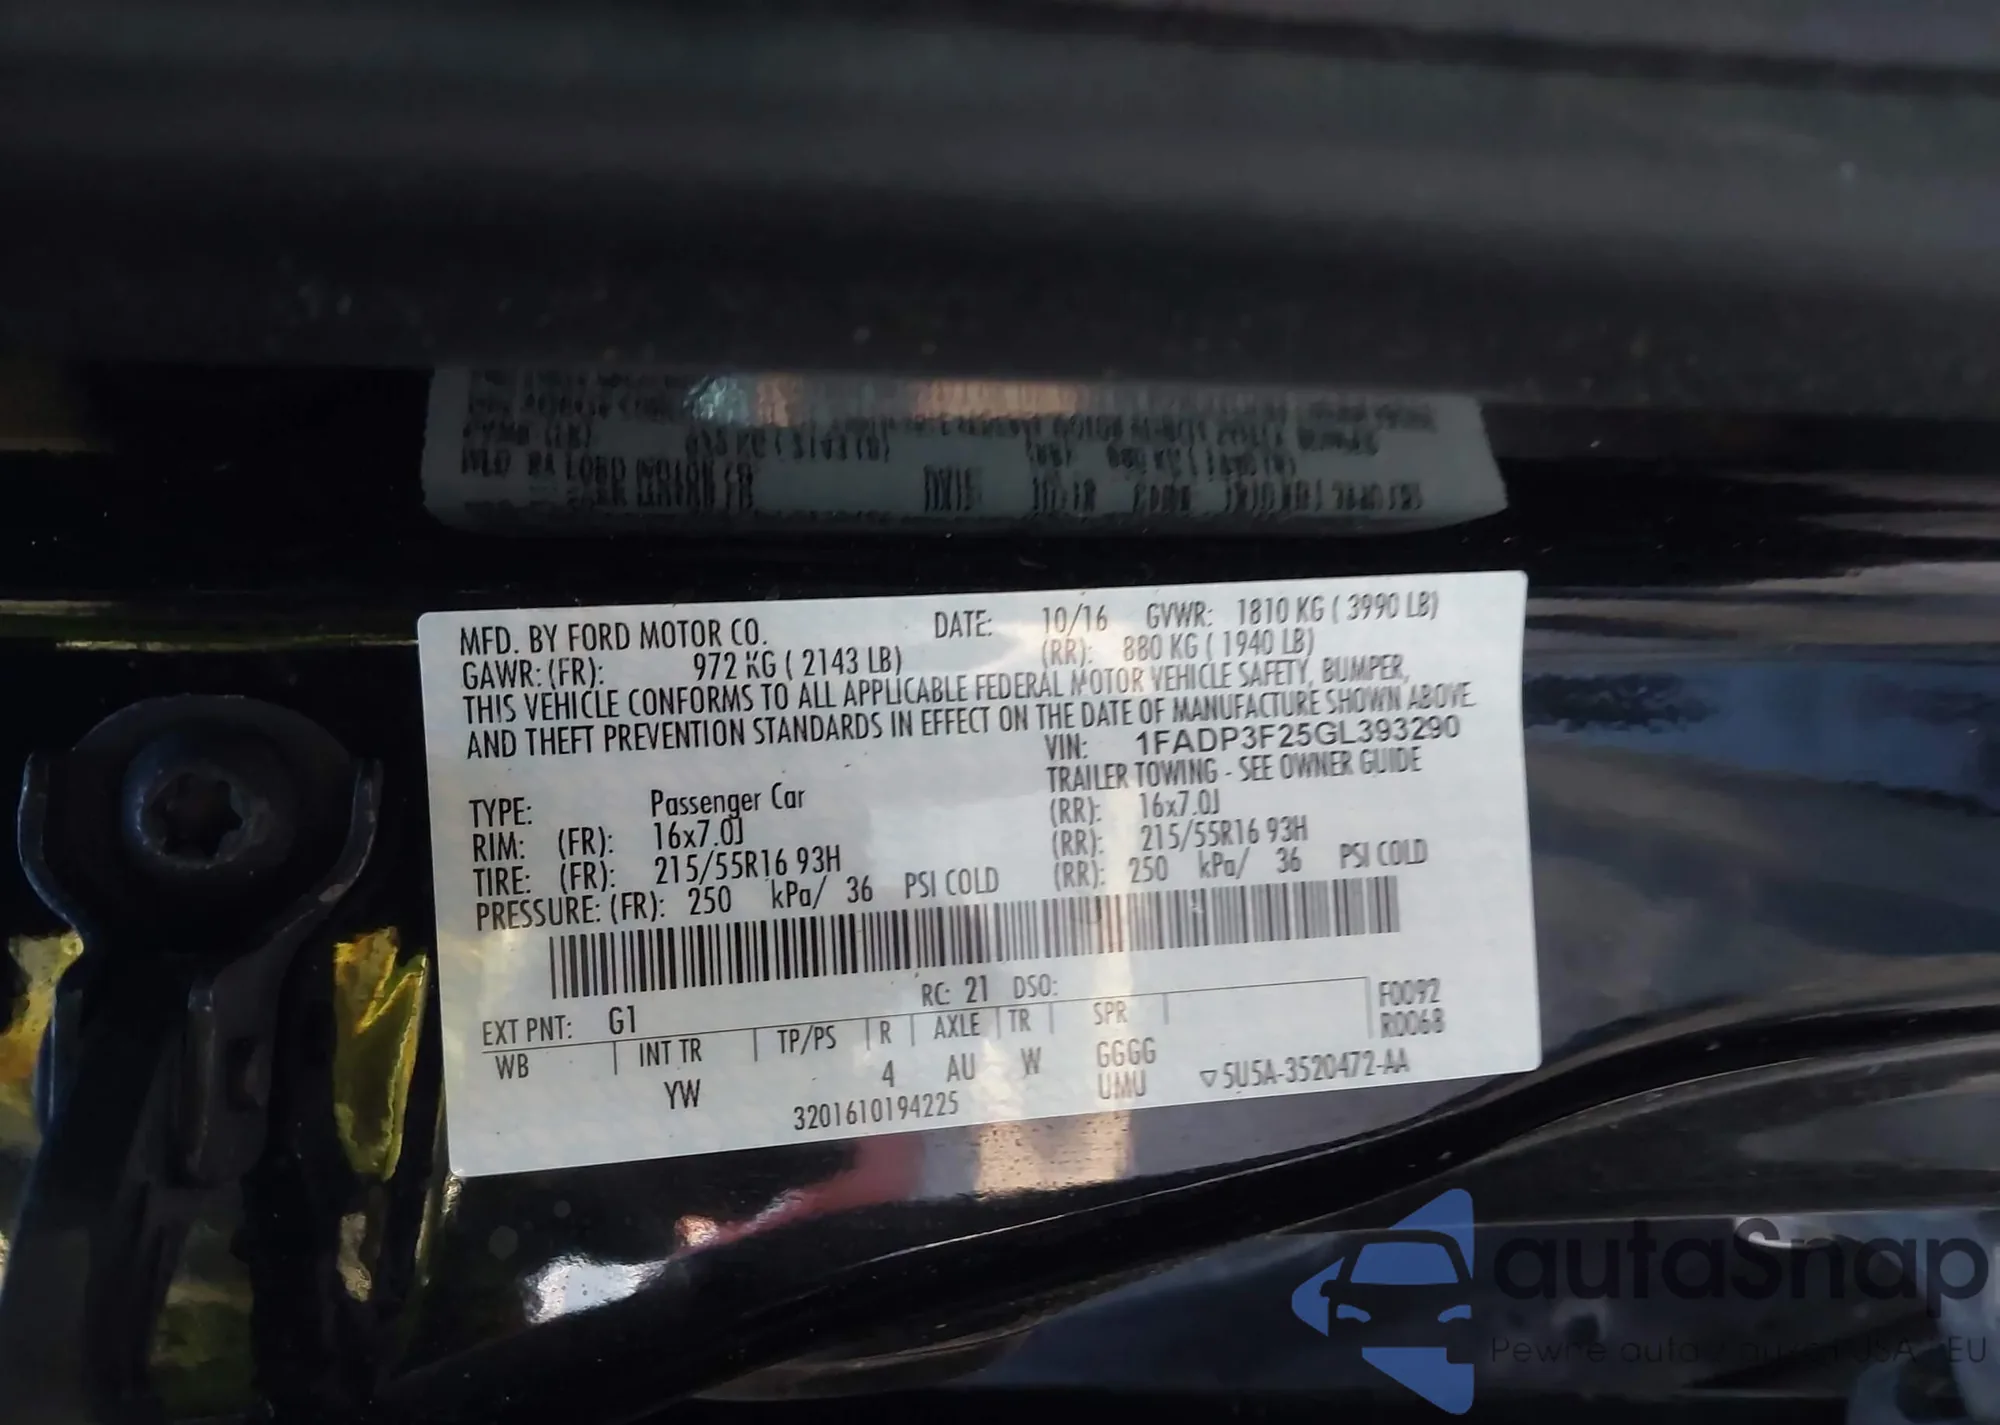 MFD. BY FORD MOTOR CO. DATE: 10/16 GVWR: 1810 KG ( 3990 LB)
GAWR: (FR): 972 KG ( 2143 LB) (RR): 880 KG ( 1940 LB)
THIS VEHICLE CONFORMS TO ALL APPLICABLE FEDERAL MOTOR VEHICLE SAFETY, BUMPER,
AND THEFT PREVENTION STANDARDS IN EFFECT ON THE DATE OF MANUFACTURE SHOWN ABOVE.
VIN: 1FADP3F25GL393290
TYPE: Passenger Car TRAILER TOWING - SEE OWNER GUIDE
RIM: (FR): 16x7.0J (RR): 16x7.0J
TIRE: (FR): 215/55R16 93H (RR): 215/55R16 93H
PRESSURE: (FR): 250 kPa/ 36 PSI COLD (RR): 250 kPa/ 36 PSI COLD
EXT PNT: G1 RC: 21 DSO: F0092
WB INT TR TP/PS R AXLE TR SPR R0068
YW 4 AU W GGGG
3201610194225 UMU ▽5U5A-3520472-AA
autaSnap
Pewne auta z USA EU